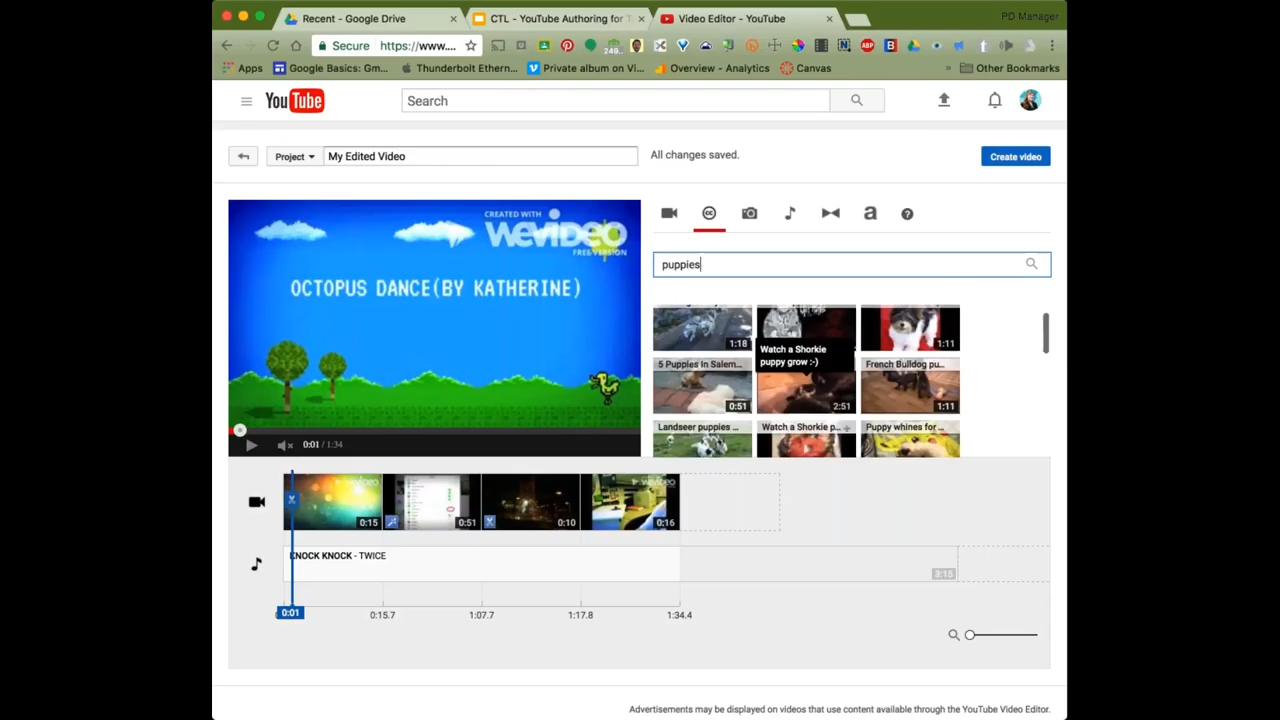 Recent - Google Drive
CTL - YouTube Authoring for T
Video Editor - YouTube
PD Manager
Secure
https://www....
249..
ABP
Apps
Google Basics: Gm...
Thunderbolt Ethern...
Private album on Vi...
Overview - Analytics
Canvas
»
Other Bookmarks
YouTube
Search
Project
My Edited Video
All changes saved.
Create video
CREATED WITH
WEVIDEO
FREE VERSION
OCTOPUS DANCE(BY KATHERINE)
0:01 / 1:34
puppies
1:18
Watch a Shorkie
puppy grow :-)
1:11
5 Puppies In Salem...
0:51
2:51
French Bulldog pu...
1:11
Landseer puppies ...
Watch a Shorkie p...
Puppy whines for ...
0:15
0:51
0:10
0:16
KNOCK KNOCK - TWICE
3:15
0:01
0:15.7
1:07.7
1:17.8
1:34.4
Advertisements may be displayed on videos that use content available through the YouTube Video Editor.